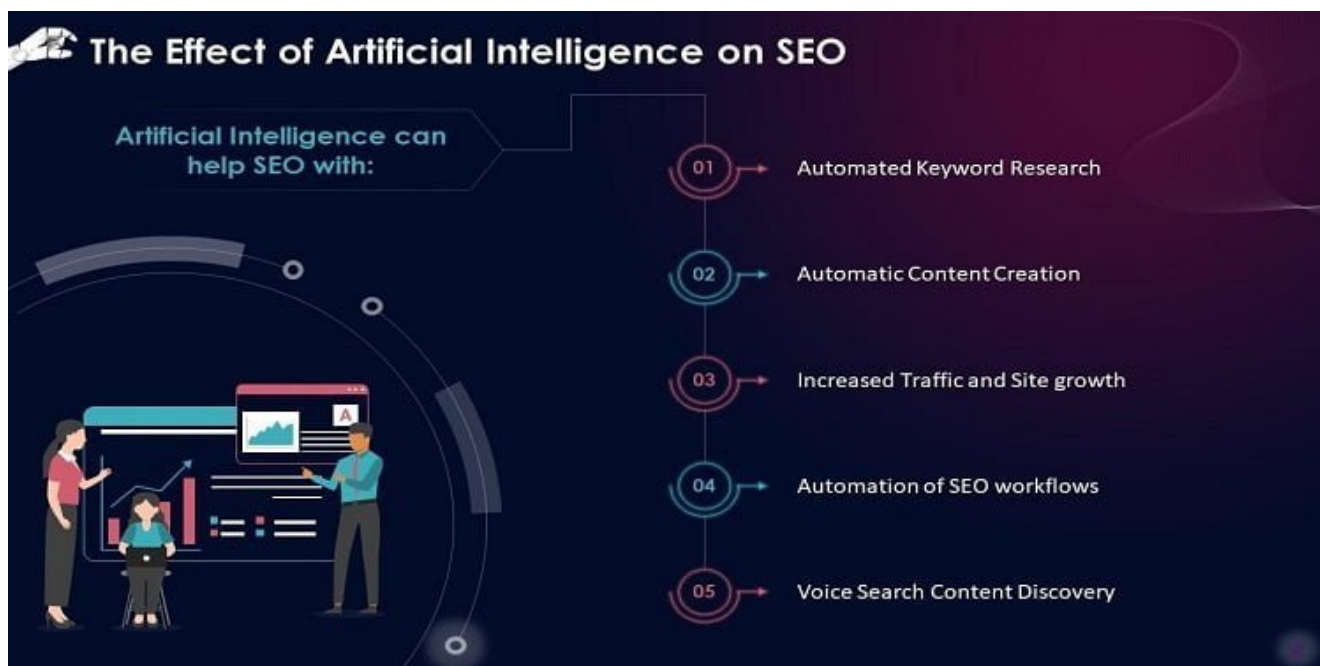 The Effect of Artificial Intelligence on SEO
Artificial Intelligence can
help SEO with:
01
Automated Keyword Research
02
Automatic Content Creation
03
Increased Traffic and Site growth
04
Automation of SEO workflows
05
Voice Search Content Discovery
A